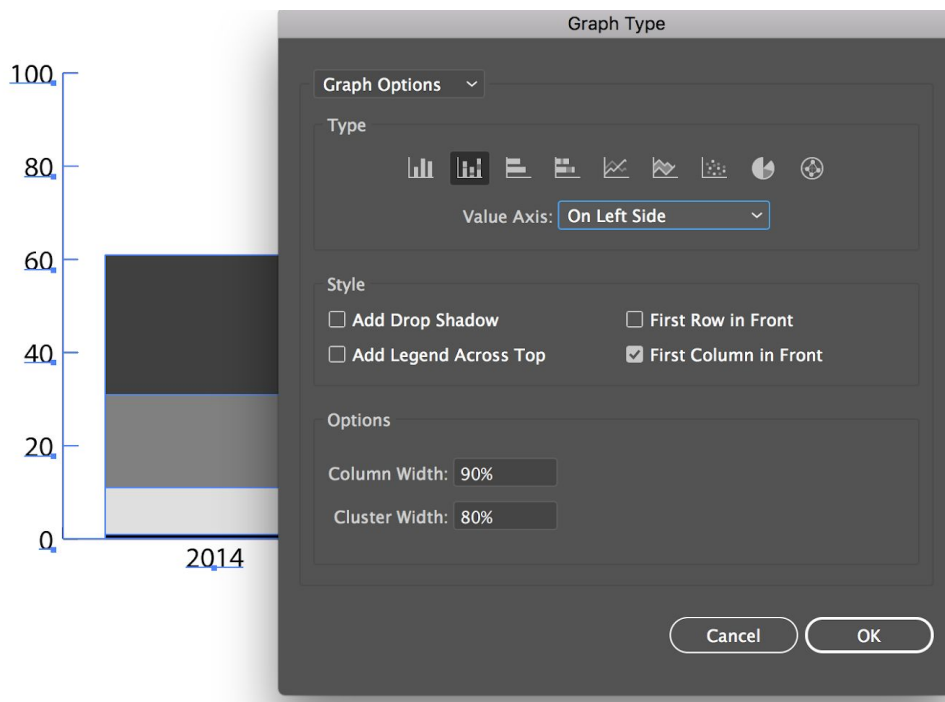 Graph Type
100
80
60
40
20
0
2014
Graph Options
Type
Value Axis: On Left Side
Style
Add Drop Shadow
First Row in Front
Add Legend Across Top
First Column in Front
Options
Column Width: 90%
Cluster Width: 80%
Cancel
OK